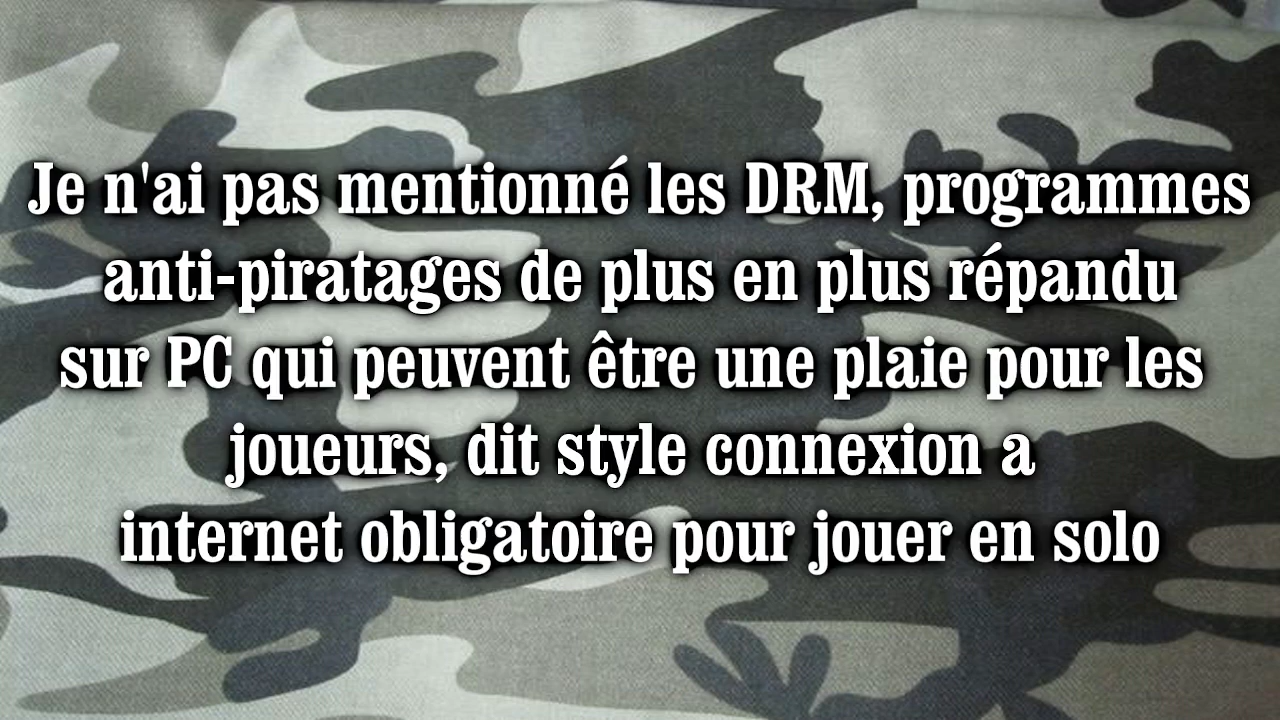 Je n'ai pas mentionné les DRM, programmes
anti-piratages de plus en plus répandu
sur PC qui peuvent être une plaie pour les
joueurs, dit style connexion a
internet obligatoire pour jouer en solo